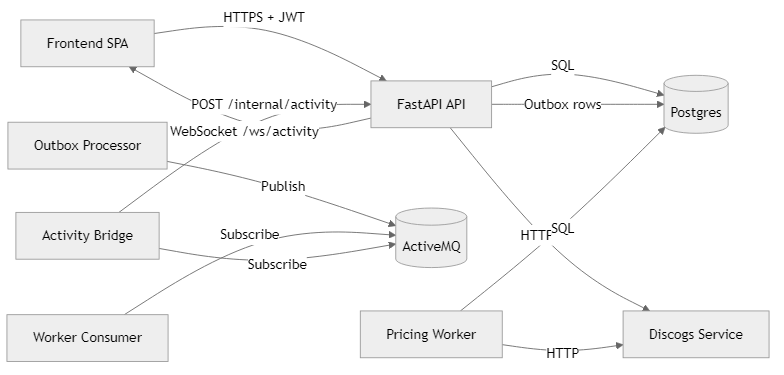 HTTPS + JWT
Frontend SPA
SQL
POST /internal/activity
FastAPI API
Outbox rows
Postgres
WebSocket /ws/activity
Outbox Processor
Publish
Activity Bridge
Subscribe
ActiveMQ
Subscribe
HTTP
SQL
Worker Consumer
Pricing Worker
Discogs Service
HTTP